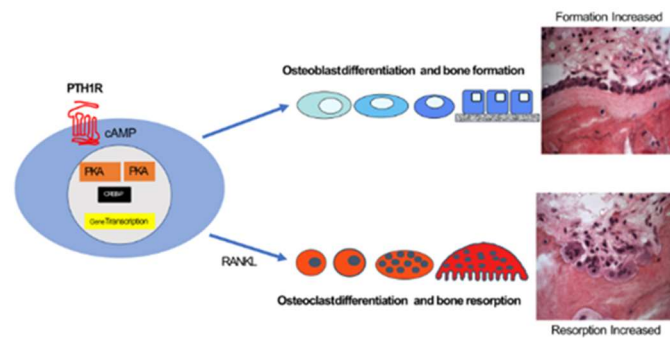 Formation Increased
Osteoblast differentiation and bone formation
PTH1R
cAMP
PKA
PKA
CREBP
Gene Transcription
RANKL
Osteoclast differentiation and bone resorption
Resorption Increased